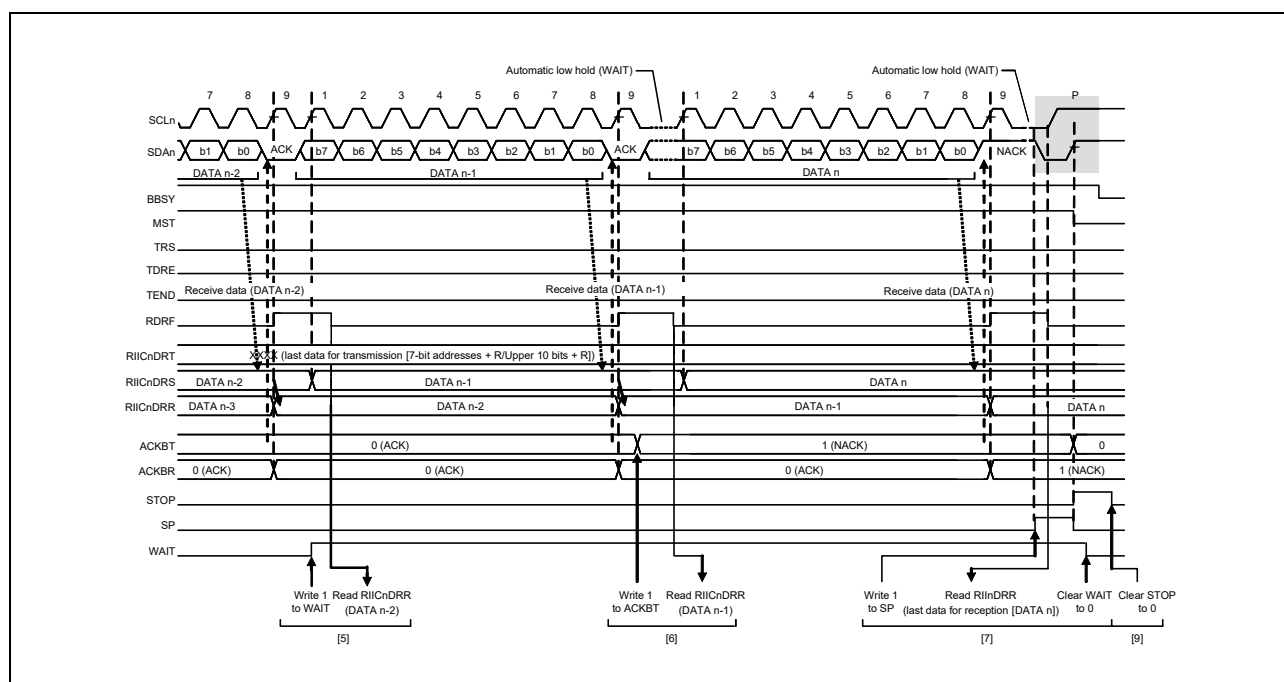 Automatic low hold (WAIT) Automatic low hold (WAIT)
7 8 9 1 2 3 4 5 6 7 8 9 1 2 3 4 5 6 7 8 9 P
SCLn
SDAn b1 b0 ACK b7 b6 b5 b4 b3 b2 b1 b0 ACK b7 b6 b5 b4 b3 b2 b1 b0 NACK
DATA n-2 DATA n-1 DATA n
BBSY
MST
TRS
TDRE
TEND
Receive data (DATA n-2) Receive data (DATA n-1) Receive data (DATA n)
RDRF
RIICnDRT XXXX (last data for transmission [7-bit addresses + R/Upper 10 bits + R])
RIICnDRS DATA n-2 DATA n-1 DATA n
RIICnDRR DATA n-3 DATA n-2 DATA n-1 DATA n
ACKBT 0 (ACK) 1 (NACK) 0
ACKBR 0 (ACK) 0 (ACK) 0 (ACK) 1 (NACK)
STOP
SP
WAIT
Write 1 Read RIICnDRR Write 1 Read RIICnDRR Write 1 Read RIInDRR Clear WAIT Clear STOP
to WAIT (DATA n-2) to ACKBT (DATA n-1) to SP (last data for reception [DATA n]) to 0 to 0
[5] [6] [7] [9]